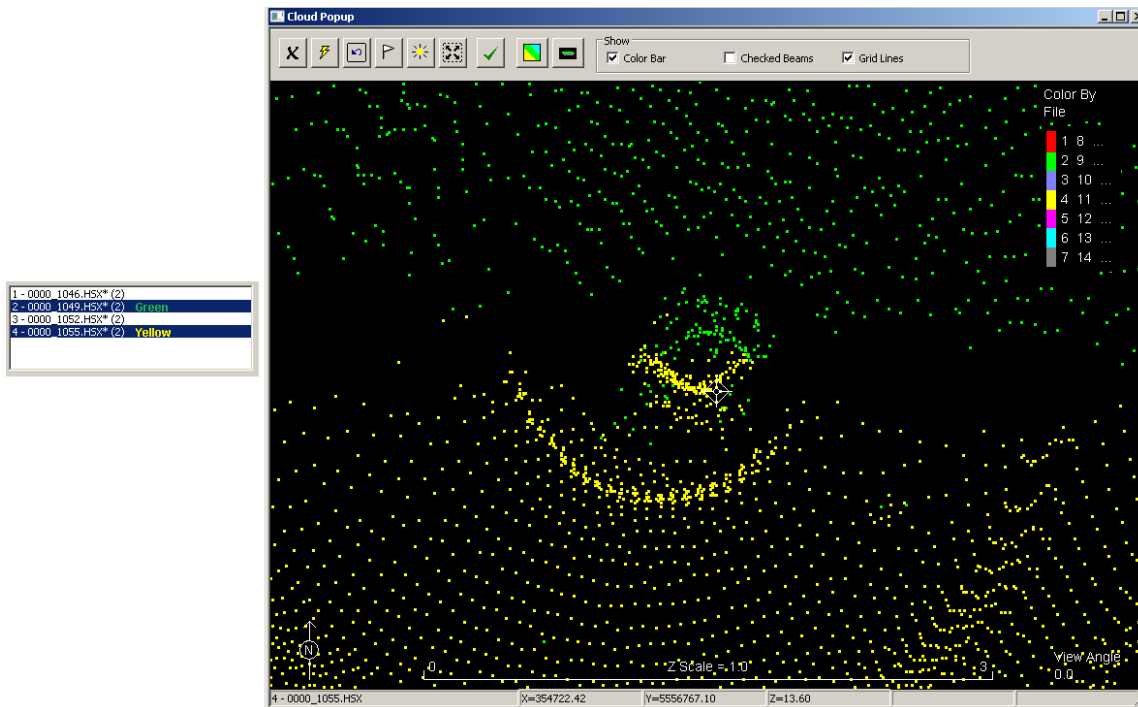 Cloud Popup
X
Show
Color Bar
Checked Beams
Grid Lines
Color By
File
1 8 ...
2 9 ...
3 10 ...
4 11 ...
5 12 ...
6 13 ...
7 14 ...
1 - 0000_1046.HSX* (2)
2 - 0000_1049.HSX* (2) Green
3 - 0000_1052.HSX* (2)
4 - 0000_1055.HSX* (2) Yellow
N
0
Z Scale = 1.0
3
View Angle
0.0
4 - 0000_1055.HSX
X=354722.42
Y=5556767.10
Z=13.60